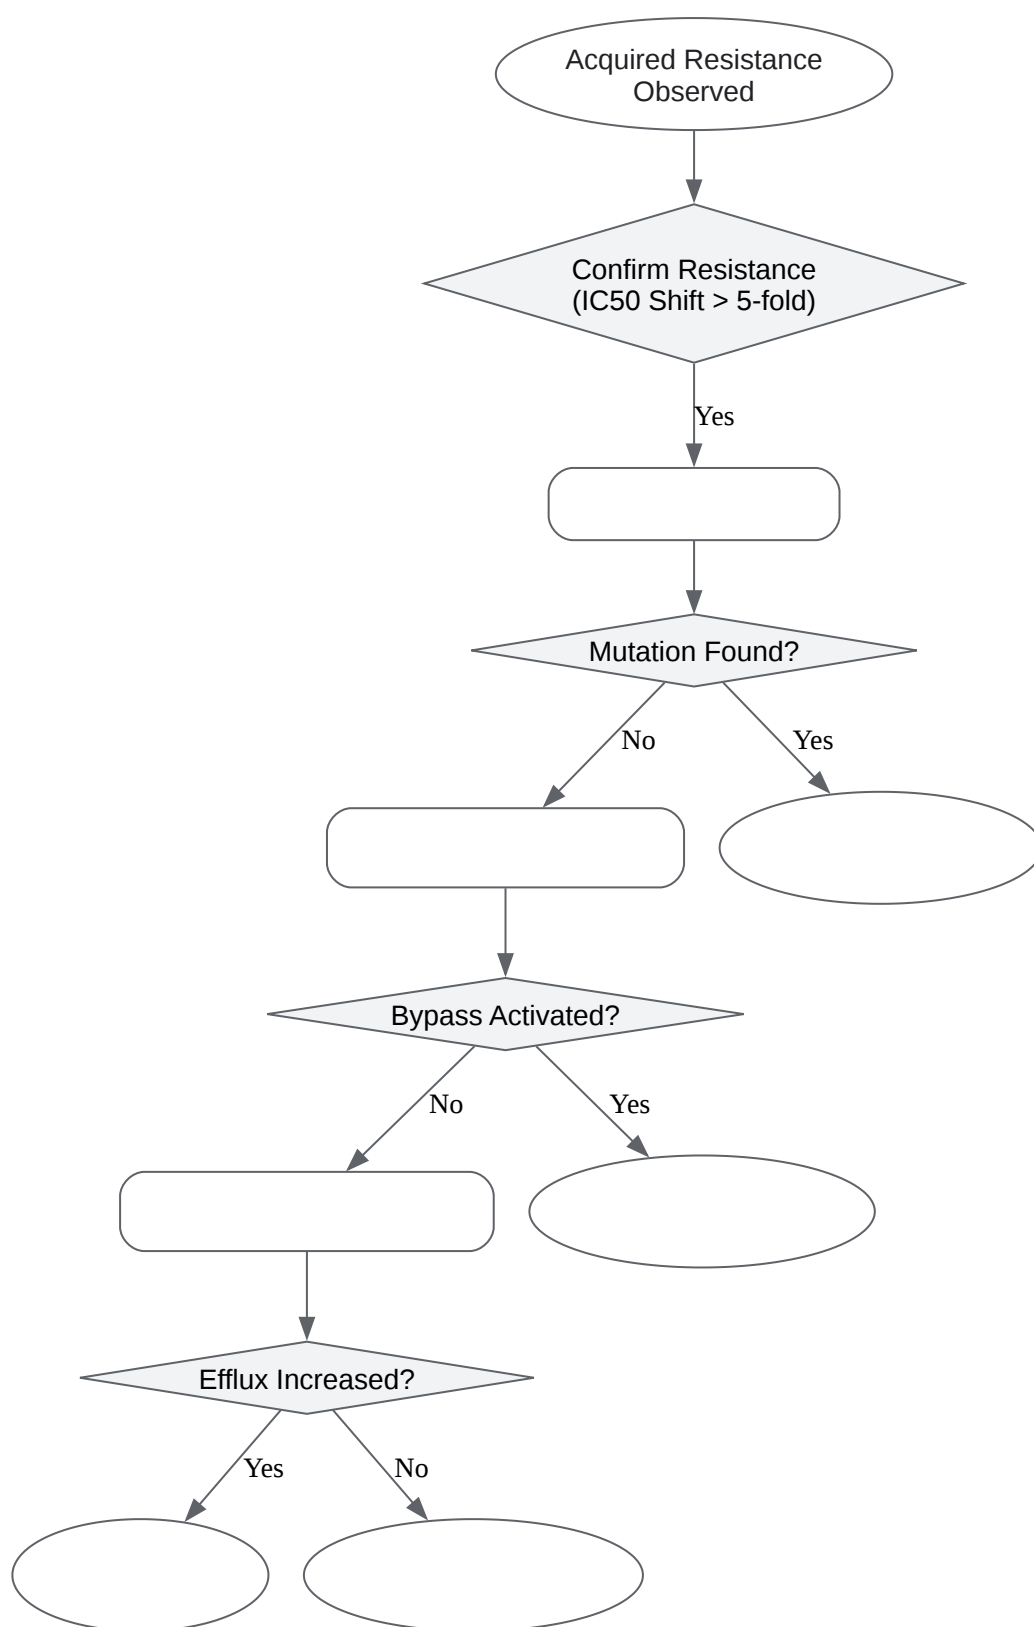 Acquired Resistance
Observed
Confirm Resistance
(IC50 Shift > 5-fold)
Yes
Mutation Found?
No
Yes
Bypass Activated?
No
Yes
Efflux Increased?
Yes
No